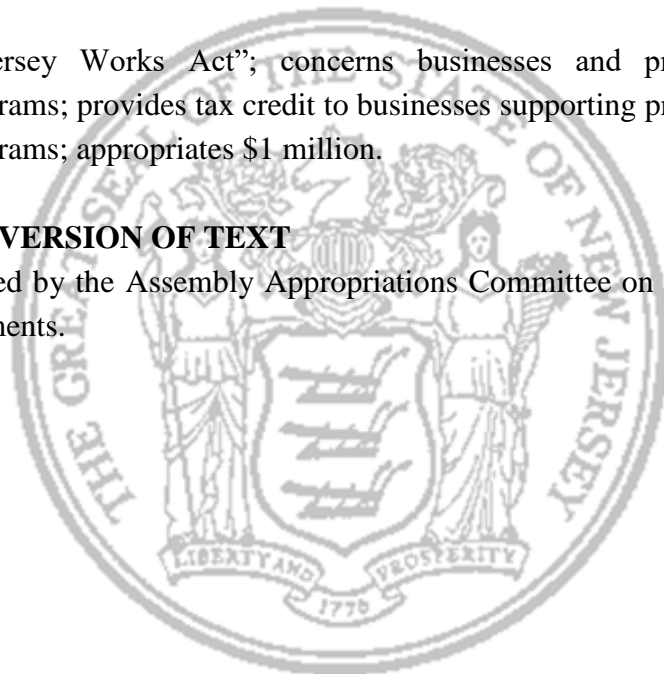 ersey Works Act”; concerns businesses and pr
rams; provides tax credit to businesses supporting pr
rams; appropriates $1 million.
VERSION OF TEXT
ed by the Assembly Appropriations Committee on
ments.
THE GREAT SEAL OF THE STATE OF NEW JERSEY
LIBERTY AND PROSPERITY
1776